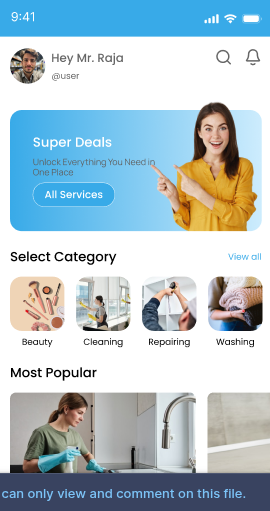 9:41
Hey Mr. Raja
@user
Super Deals
Unlock Everything You Need in
One Place
All Services
Select Category
View all
Beauty
Cleaning
Repairing
Washing
Most Popular
can only view and comment on this file.